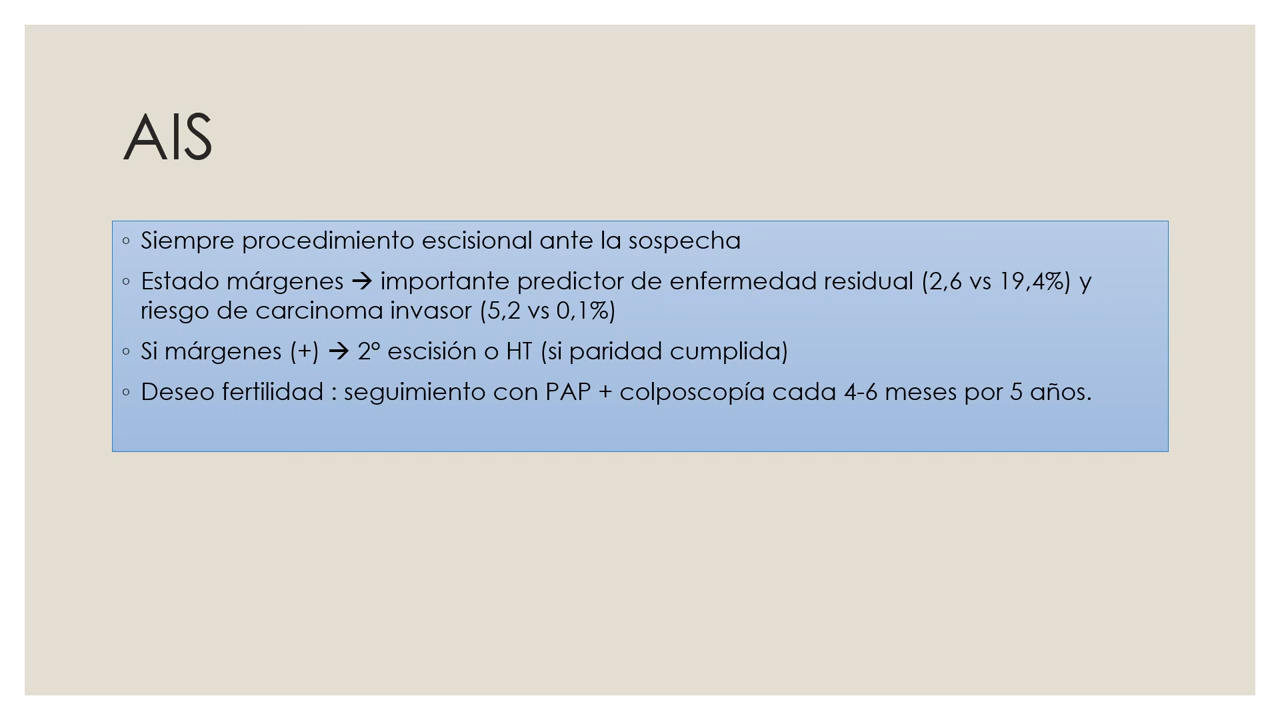 AIS
◦ Siempre procedimiento escisional ante la sospecha
◦ Estado márgenes → importante predictor de enfermedad residual (2,6 vs 19,4%) y
riesgo de carcinoma invasor (5,2 vs 0,1%)
◦ Si márgenes (+) → 2° escisión o HT (si paridad cumplida)
◦ Deseo fertilidad : seguimiento con PAP + colposcopía cada 4-6 meses por 5 años.